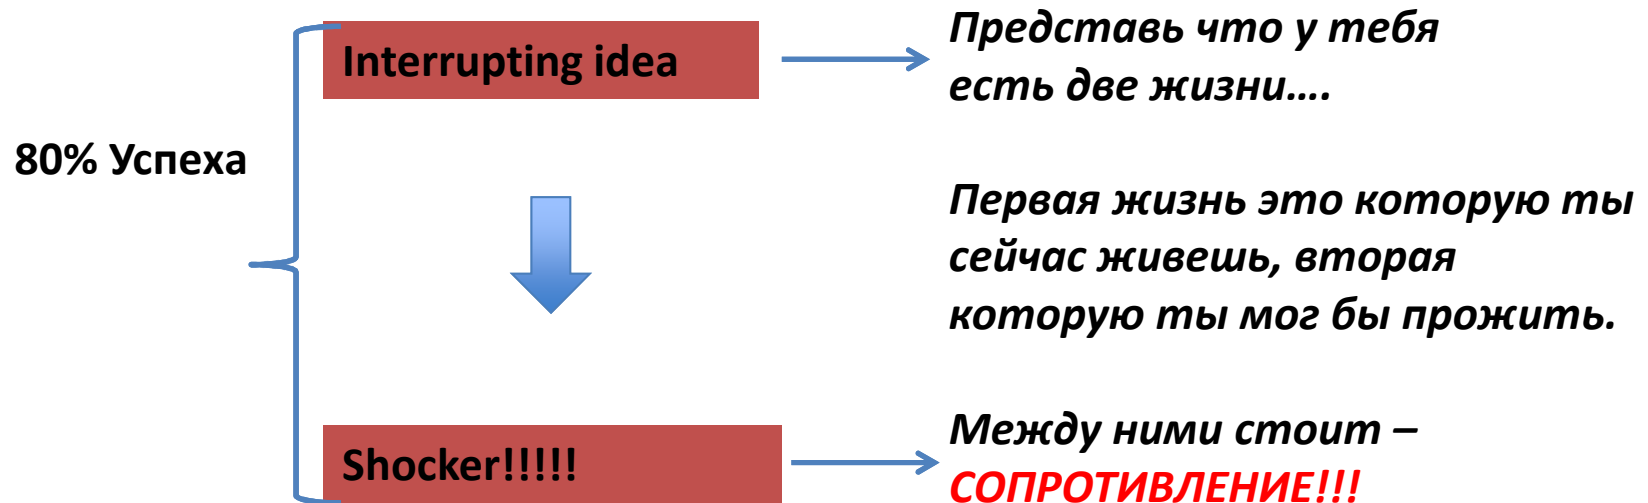 80% Успеха
Interrupting idea
Представь что у тебя
есть две жизни....
Первая жизнь это которую ты
сейчас живешь, вторая
которую ты мог бы прожить.
Shocker!!!!!
Между ними стоит –
СОПРОТИВЛЕНИЕ!!!